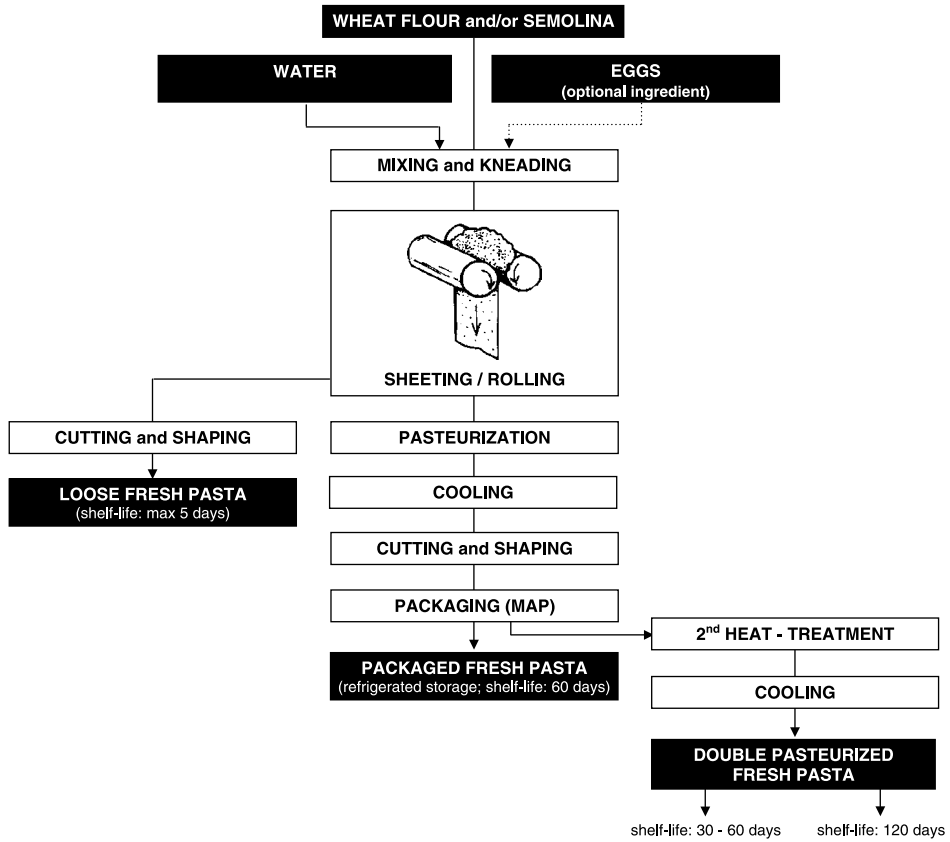 WHEAT FLOUR and/or SEMOLINA
WATER
EGGS
(optional ingredient)
MIXING and KNEADING
SHEETING / ROLLING
CUTTING and SHAPING
LOOSE FRESH PASTA
(shelf-life: max 5 days)
PASTEURIZATION
COOLING
CUTTING and SHAPING
PACKAGING (MAP)
PACKAGED FRESH PASTA
(refrigerated storage; shelf-life: 60 days)
2nd HEAT - TREATMENT
COOLING
DOUBLE PASTEURIZED
FRESH PASTA
shelf-life: 30 - 60 days
shelf-life: 120 days